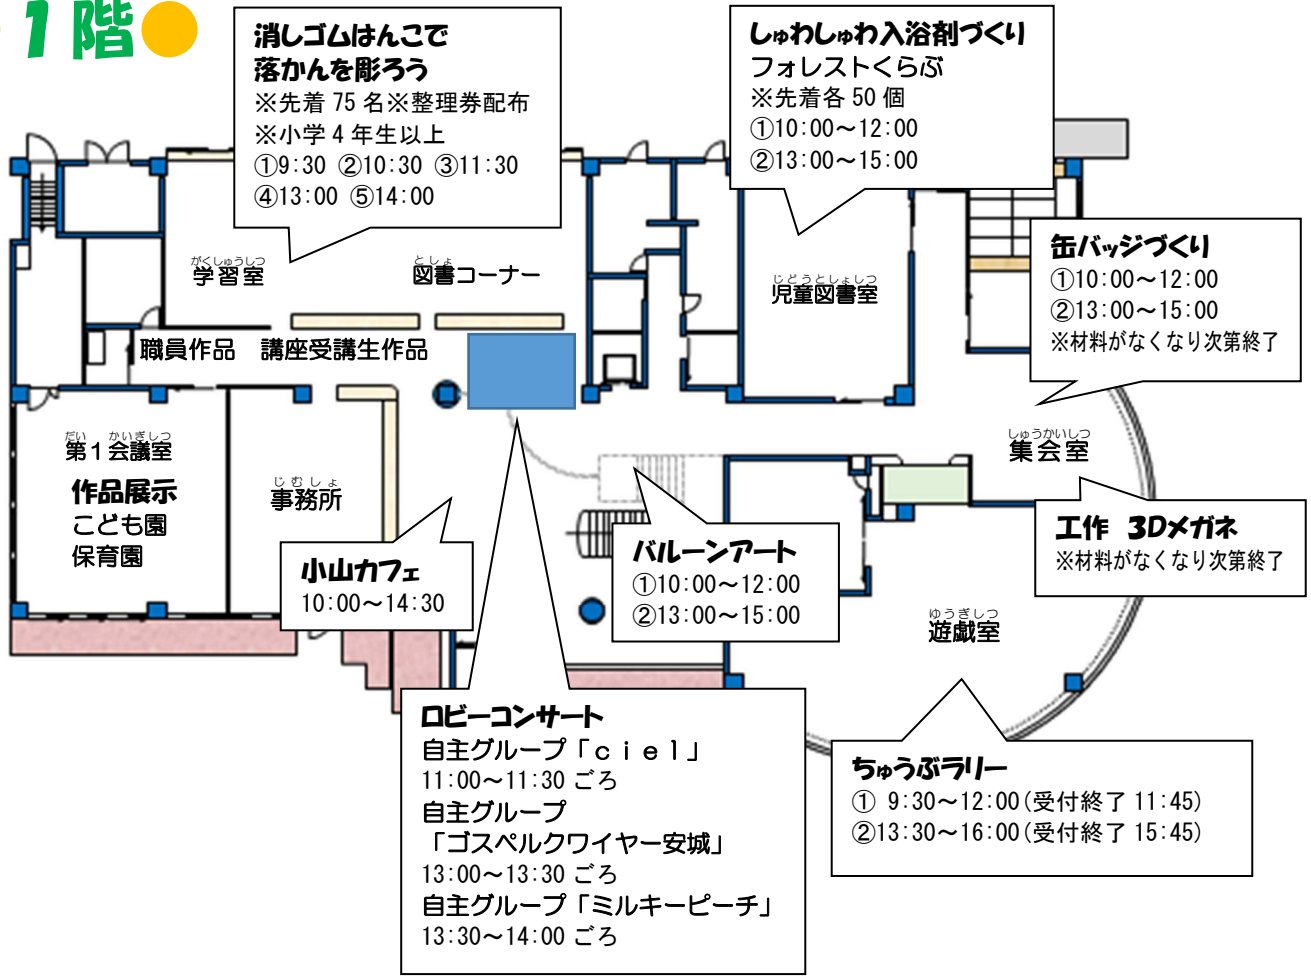 1階
消しゴムはんこで
落かんを彫ろう
※先着 75 名※整理券配布
※小学 4 年生以上
①9:30 ②10:30 ③11:30
④13:00 ⑤14:00
しゅわしゅわ入浴剤づくり
フォレストくらぶ
※先着各 50 個
①10:00～12:00
②13:00～15:00
缶バッジづくり
①10:00～12:00
②13:00～15:00
※材料がなくなり次第終了
がくしゅうしつ
学習室
としょ
図書コーナー
じどうとしょしつ
児童図書室
職員作品 講座受講生作品
しゅうかいしつ
集会室
だい かいぎしつ
第1会議室
作品展示
こども園
保育園
じむしょ
事務所
小山カフェ
10:00～14:30
バルーンアート
①10:00～12:00
②13:00～15:00
工作 3Dメガネ
※材料がなくなり次第終了
ゆうぎしつ
遊戯室
ロビーコンサート
自主グループ「ｃｉｅｌ」
11:00～11:30 ごろ
自主グループ
「ゴスペルクワイヤー安城」
13:00～13:30 ごろ
自主グループ「ミルキーピーチ」
13:30～14:00 ごろ
ちゅうぶラリー
① 9:30～12:00(受付終了 11:45)
②13:30～16:00(受付終了 15:45)